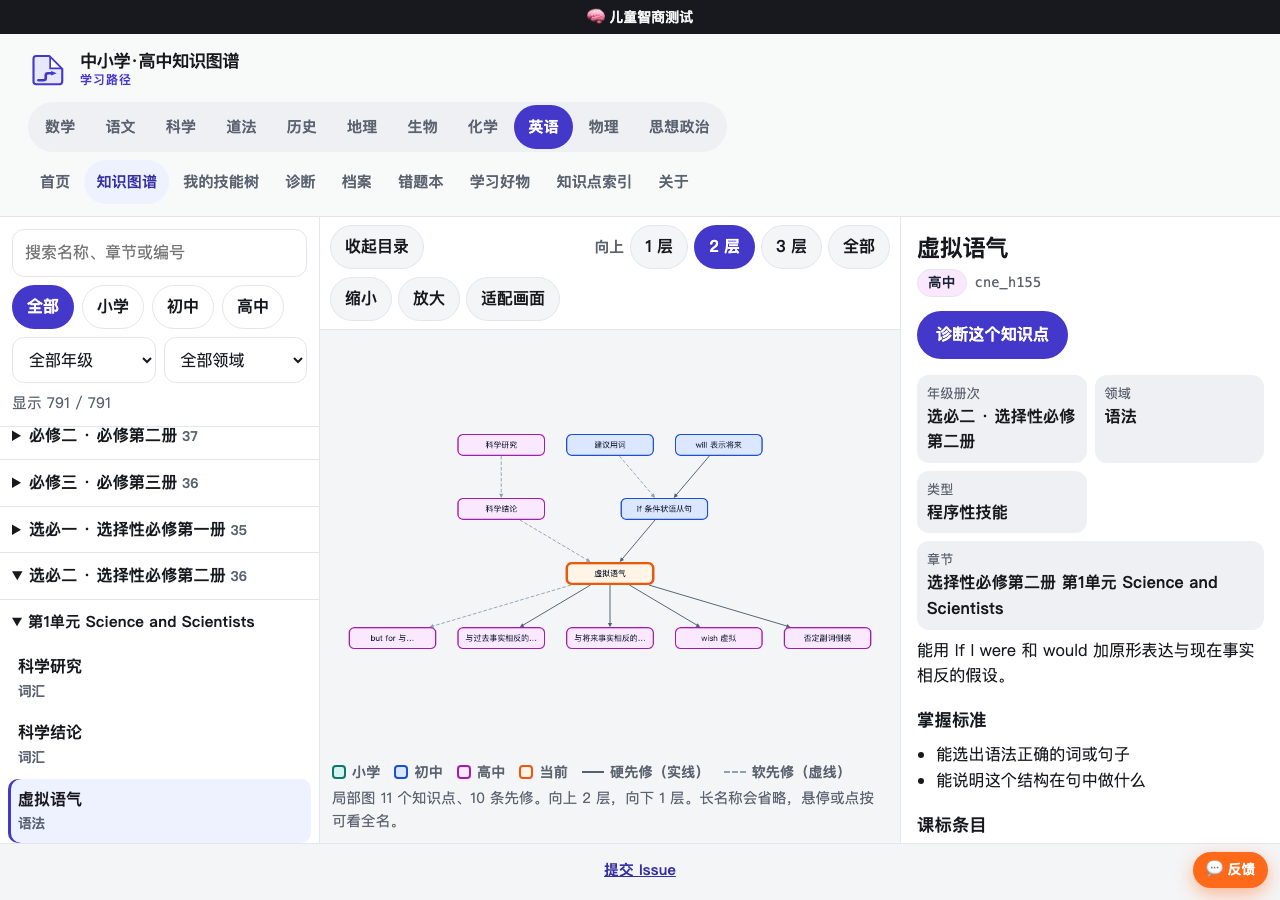 🧠 儿童智商测试
中小学·高中知识图谱
学习路径
数学 语文 科学 道法 历史 地理 生物 化学 英语 物理 思想政治
首页 知识图谱 我的技能树 诊断 档案 错题本 学习好物 知识点索引 关于
搜索名称、章节或编号
全部 小学 初中 高中
全部年级 全部领域
显示 791 / 791
必修二 · 必修第二册 37
必修三 · 必修第三册 36
选必一 · 选择性必修第一册 35
选必二 · 选择性必修第二册 36
第1单元 Science and Scientists
科学研究
词汇
科学结论
词汇
虚拟语气
语法
收起目录 向上 1 层 2 层 3 层 全部
缩小 放大 适配画面
科学研究 建议用词 will 表示将来
科学结论 if 条件状语从句
虚拟语气
but for 与... 与过去事实相反的... 与将来事实相反的... wish 虚拟 否定副词倒装
小学 初中 高中 当前 硬先修（实线） 软先修（虚线）
局部图 11 个知识点、10 条先修。向上 2 层，向下 1 层。长名称会省略，悬停或点按
可看全名。
虚拟语气
高中 cne_h155
诊断这个知识点
年级册次
选必二 · 选择性必修
第二册
领域
语法
类型
程序性技能
章节
选择性必修第二册 第1单元 Science and
Scientists
能用 If I were 和 would 加原形表达与现在事实
相反的假设。
掌握标准
能选出语法正确的词或句子
能说明这个结构在句中做什么
课标条目
提交 Issue
💬 反馈